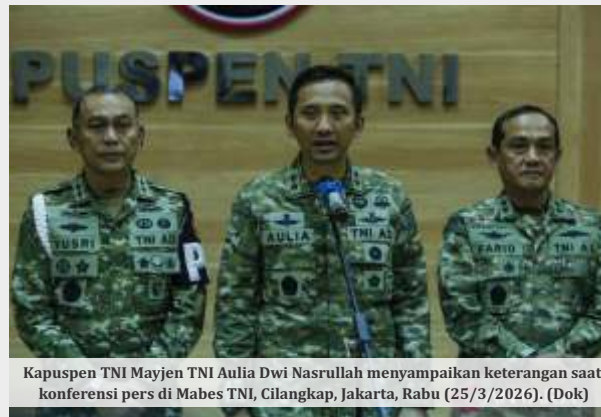 PUSPEN TNI
YUSRI
AULIA
TNI AD
FARID
TNI A
P
Kapuspen TNI Mayjen TNI Aulia Dwi Nasrullah menyampaikan keterangan saat
konferensi pers di Mabes TNI, Cilangkap, Jakarta, Rabu (25/3/2026). (Dok)